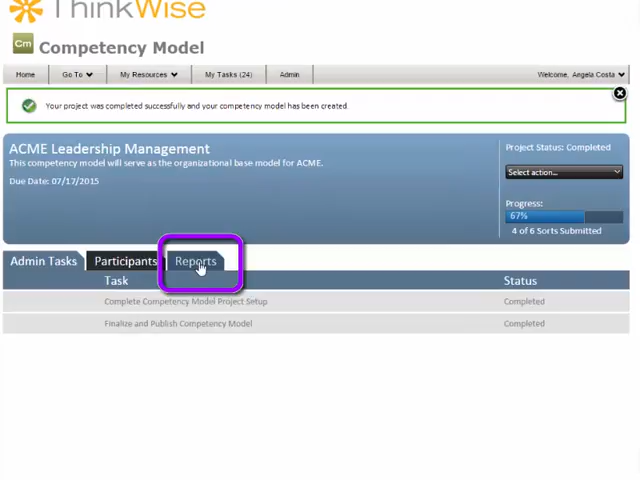 ThinkWise
Cm Competency Model
Home Go To My Resources My Tasks (24) Admin Welcome, Angela Costa
Your project was completed successfully and your competency model has been created.
ACME Leadership Management
This competency model will serve as the organizational base model for ACME.
Due Date: 07/17/2015
Project Status: Completed
Select action...
Progress:
67%
4 of 6 Sorts Submitted
Admin Tasks Participants Reports
Task Status
Complete Competency Model Project Setup Completed
Finalize and Publish Competency Model Completed